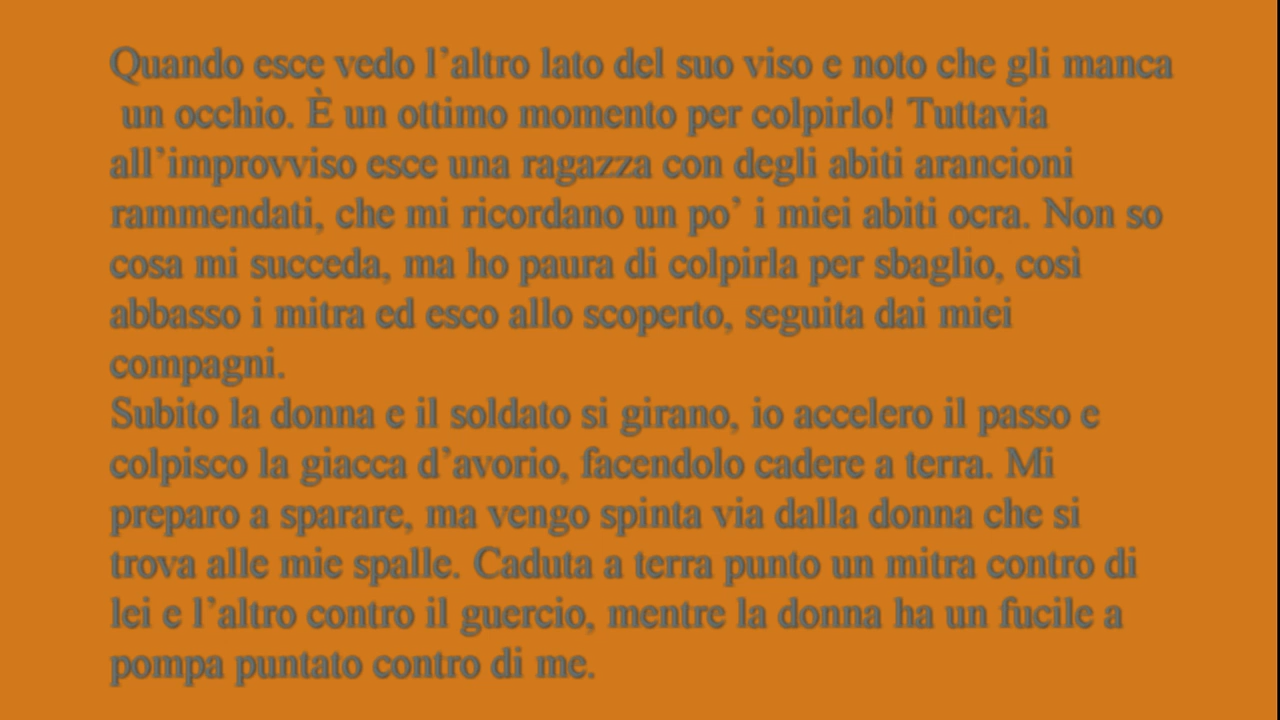 Quando esce vedo l’altro lato del suo viso e noto che gli manca
un occhio. È un ottimo momento per colpirlo! Tuttavia
all’improvviso esce una ragazza con degli abiti arancioni
rammendati, che mi ricordano un po’ i miei abiti ocra. Non so
cosa mi succeda, ma ho paura di colpirla per sbaglio, così
abbasso i mitra ed esco allo scoperto, seguita dai miei
compagni.
Subito la donna e il soldato si girano, io accelero il passo e
colpisco la giacca d’avorio, facendolo cadere a terra. Mi
preparo a sparare, ma vengo spinta via dalla donna che si
trova alle mie spalle. Caduta a terra punto un mitra contro di
lei e l’altro contro il guercio, mentre la donna ha un fucile a
pompa puntato contro di me.